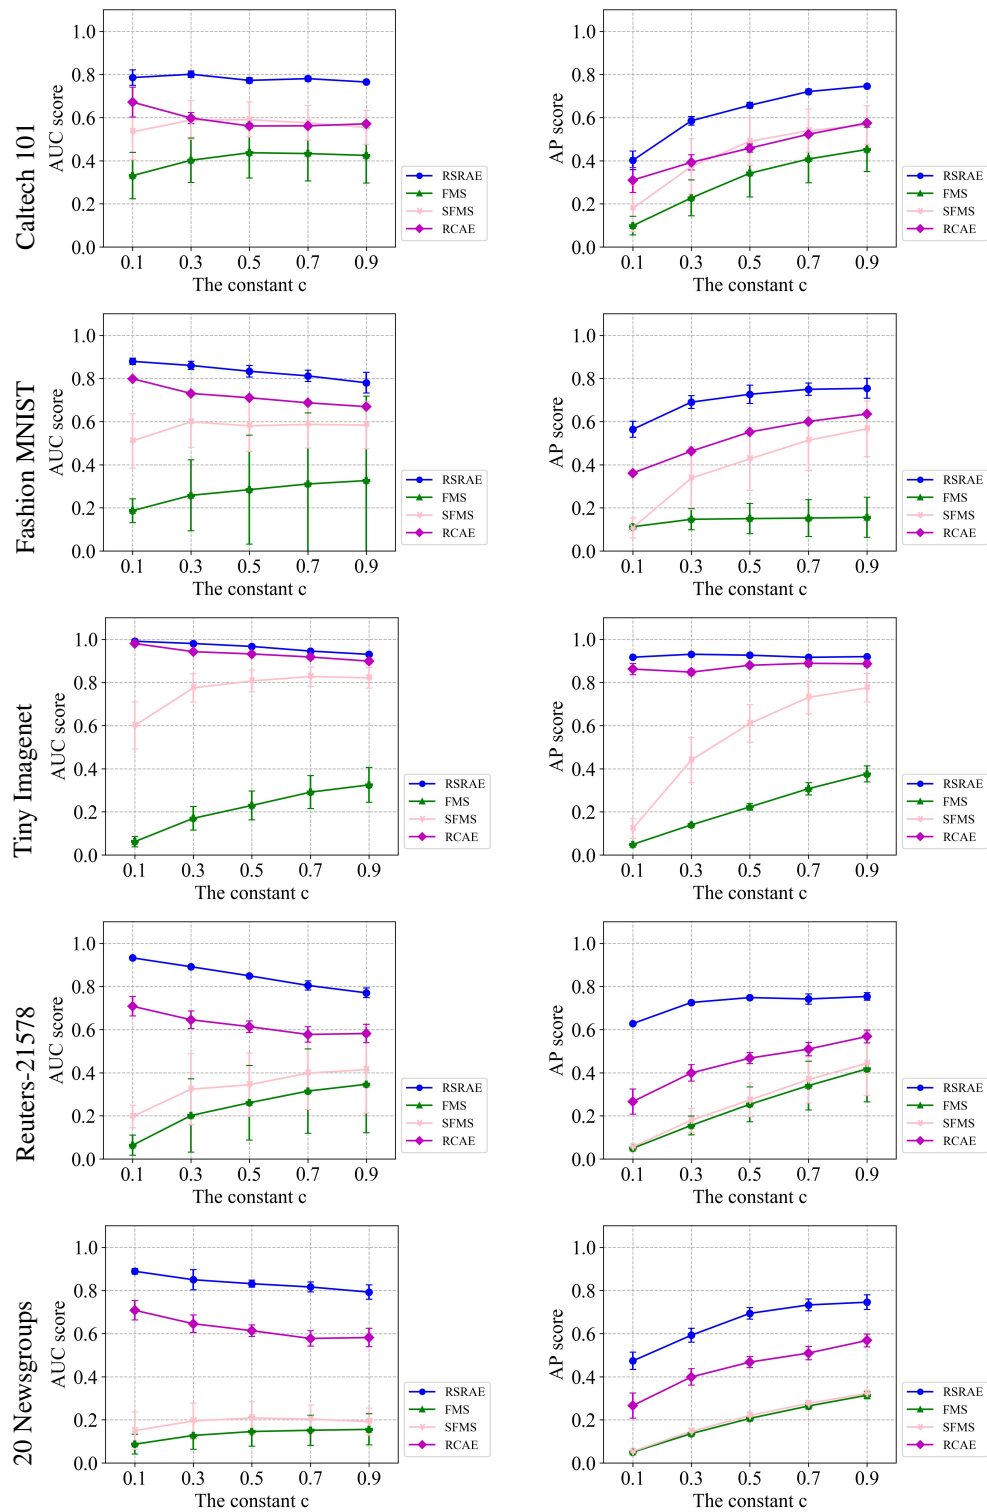 Caltech 101
AUC score
1.0
0.8
0.6
0.4
0.2
0.0
0.1 0.3 0.5 0.7 0.9
The constant c
RSRAE
FMS
SFMS
RCAE
AP score
1.0
0.8
0.6
0.4
0.2
0.0
0.1 0.3 0.5 0.7 0.9
The constant c
RSRAE
FMS
SFMS
RCAE
Fashion MNIST
AUC score
1.0
0.8
0.6
0.4
0.2
0.0
0.1 0.3 0.5 0.7 0.9
The constant c
RSRAE
FMS
SFMS
RCAE
AP score
1.0
0.8
0.6
0.4
0.2
0.0
0.1 0.3 0.5 0.7 0.9
The constant c
RSRAE
FMS
SFMS
RCAE
Tiny Imagenet
AUC score
1.0
0.8
0.6
0.4
0.2
0.0
0.1 0.3 0.5 0.7 0.9
The constant c
RSRAE
FMS
SFMS
RCAE
AP score
1.0
0.8
0.6
0.4
0.2
0.0
0.1 0.3 0.5 0.7 0.9
The constant c
RSRAE
FMS
SFMS
RCAE
Reuters-21578
AUC score
1.0
0.8
0.6
0.4
0.2
0.0
0.1 0.3 0.5 0.7 0.9
The constant c
RSRAE
FMS
SFMS
RCAE
AP score
1.0
0.8
0.6
0.4
0.2
0.0
0.1 0.3 0.5 0.7 0.9
The constant c
RSRAE
FMS
SFMS
RCAE
20 Newsgroups
AUC score
1.0
0.8
0.6
0.4
0.2
0.0
0.1 0.3 0.5 0.7 0.9
The constant c
RSRAE
FMS
SFMS
RCAE
AP score
1.0
0.8
0.6
0.4
0.2
0.0
0.1 0.3 0.5 0.7 0.9
The constant c
RSRAE
FMS
SFMS
RCAE